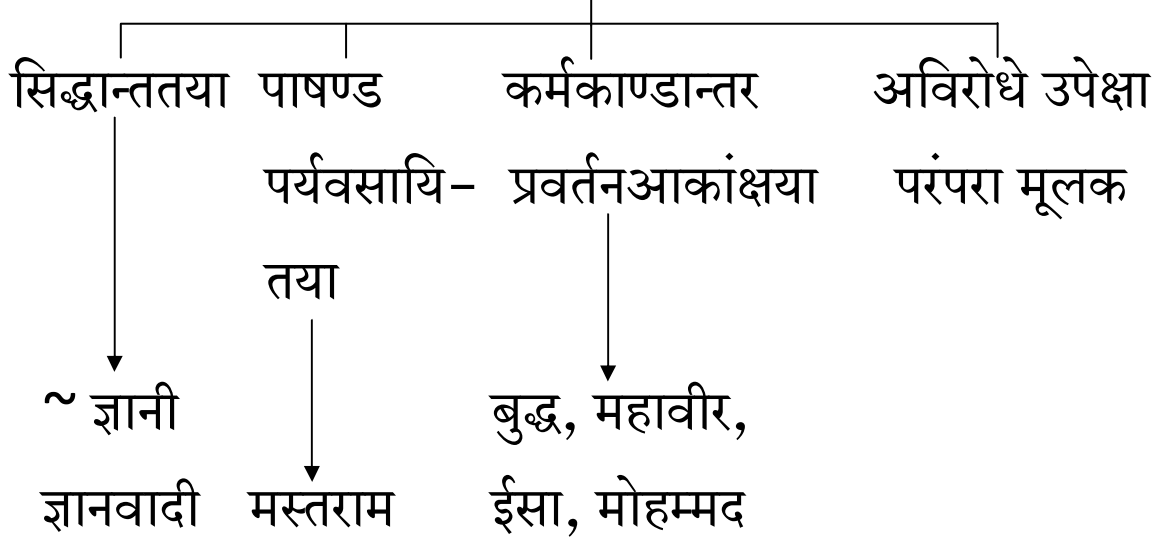 सिद्धान्ततया पाषण्ड कर्मकाण्डान्तर अविरोधे उपेक्षा
पर्यवसायि- प्रवर्तनआकांक्षया परंपरा मूलक
तया
~ ज्ञानी बुद्ध, महावीर,
ज्ञानवादी मस्तराम ईसा, मोहम्मद